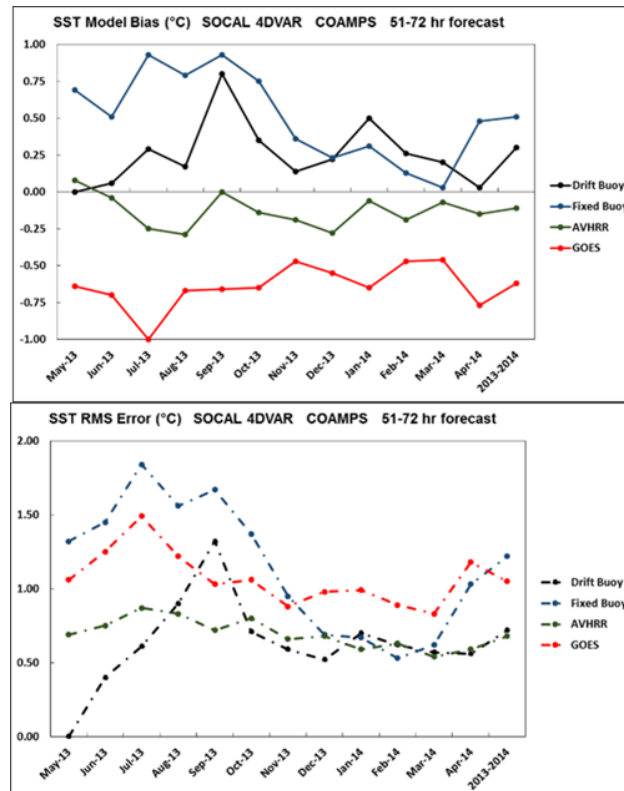 SST Model Bias (°C) SOCAL 4DVAR COAMPS 51-72 hr forecast
1.00
0.75
0.50
0.25
0.00
-0.25
-0.50
-0.75
-1.00
May-13 Jun-13 Jul-13 Aug-13 Sep-13 Oct-13 Nov-13 Dec-13 Jan-14 Feb-14 Mar-14 Apr-14 2013-2014
Drift Buoy
Fixed Buoy
AVHRR
GOES
SST RMS Error (°C) SOCAL 4DVAR COAMPS 51-72 hr forecast
2.00
1.50
1.00
0.50
0.00
May-13 Jun-13 Jul-13 Aug-13 Sep-13 Oct-13 Nov-13 Dec-13 Jan-14 Feb-14 Mar-14 Apr-14 2013-2014
Drift Buoy
Fixed Buoy
AVHRR
GOES